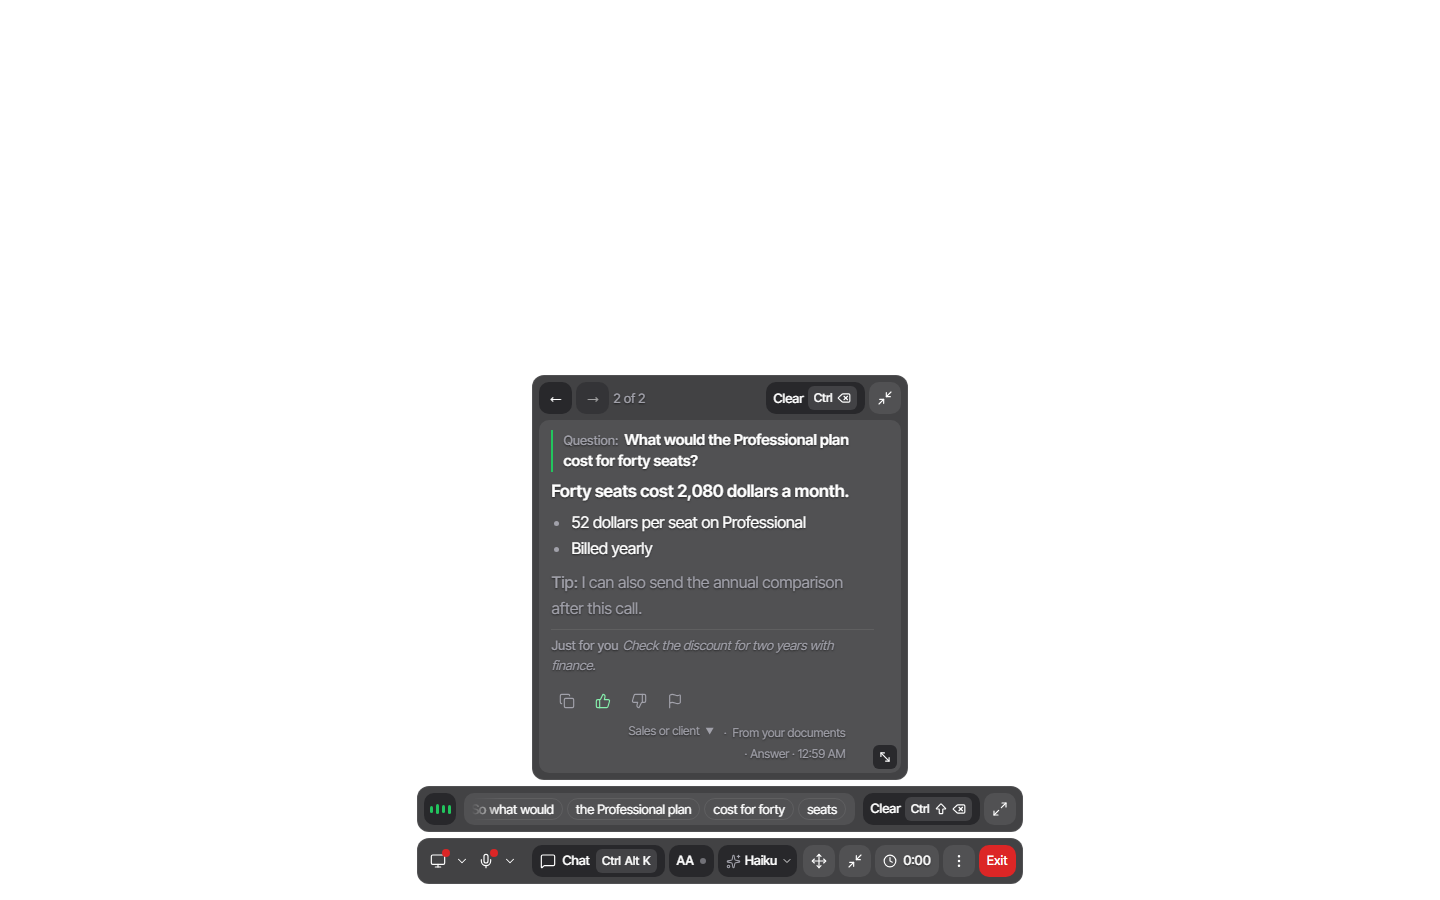 ← → 2 of 2 Clear Ctrl
Question: What would the Professional plan
cost for forty seats?
Forty seats cost 2,080 dollars a month.
• 52 dollars per seat on Professional
• Billed yearly
Tip: I can also send the annual comparison
after this call.
Just for you Check the discount for two years with
finance.
Sales or client ▼ · From your documents
· Answer · 12:59 AM
So what would the Professional plan cost for forty seats Clear Ctrl
Chat Ctrl Alt K AA Haiku 0:00 Exit